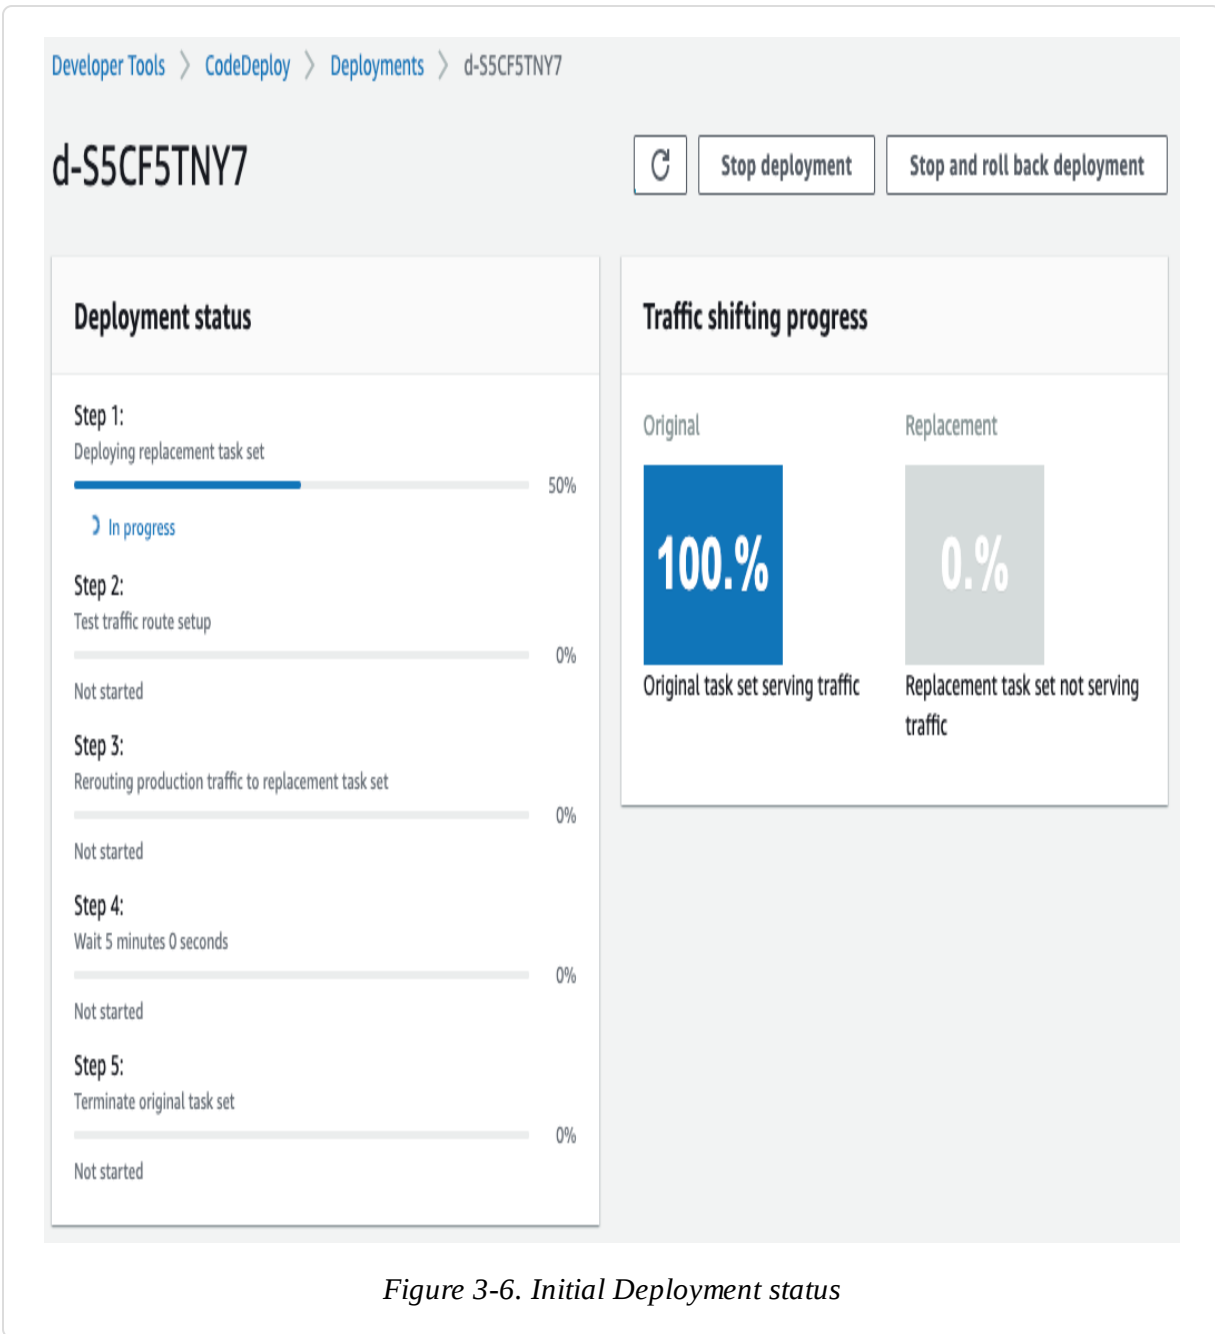 Developer Tools > CodeDeploy > Deployments > d-S5CF5TNY7
d-S5CF5TNY7
Stop deployment
Stop and roll back deployment
Deployment status
Step 1:
Deploying replacement task set
50%
In progress
Step 2:
Test traffic route setup
0%
Not started
Step 3:
Rerouting production traffic to replacement task set
0%
Not started
Step 4:
Wait 5 minutes 0 seconds
0%
Not started
Step 5:
Terminate original task set
0%
Not started
Traffic shifting progress
Original
100.%
Original task set serving traffic
Replacement
0.%
Replacement task set not serving
traffic
Figure 3-6. Initial Deployment status